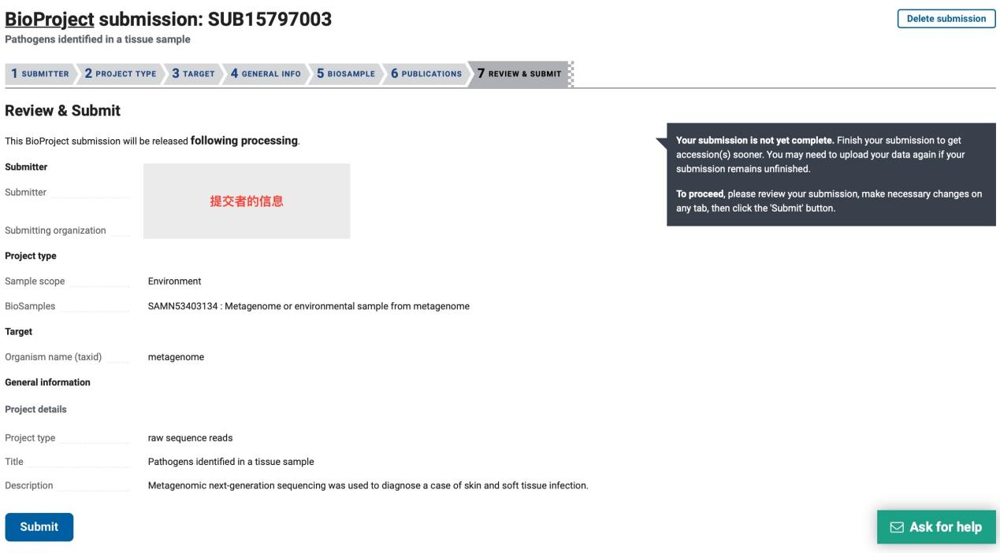 BioProject submission: SUB15797003
Delete submission
Pathogens identified in a tissue sample
1 SUBMITTER
2 PROJECT TYPE
3 TARGET
4 GENERAL INFO
5 BIOSAMPLE
6 PUBLICATIONS
7 REVIEW & SUBMIT
Review & Submit
This BioProject submission will be released following processing.
Your submission is not yet complete. Finish your submission to get
accession(s) sooner. You may need to upload your data again if your
submission remains unfinished.
To proceed, please review your submission, make necessary changes on
any tab, then click the 'Submit' button.
Submitter
Submitter
提交者的信息
Submitting organization
Project type
Sample scope Environment
BioSamples SAMN53403134 : Metagenome or environmental sample from metagenome
Target
Organism name (taxid) metagenome
General information
Project details
Project type raw sequence reads
Title Pathogens identified in a tissue sample
Description Metagenomic next-generation sequencing was used to diagnose a case of skin and soft tissue infection.
Submit
Ask for help